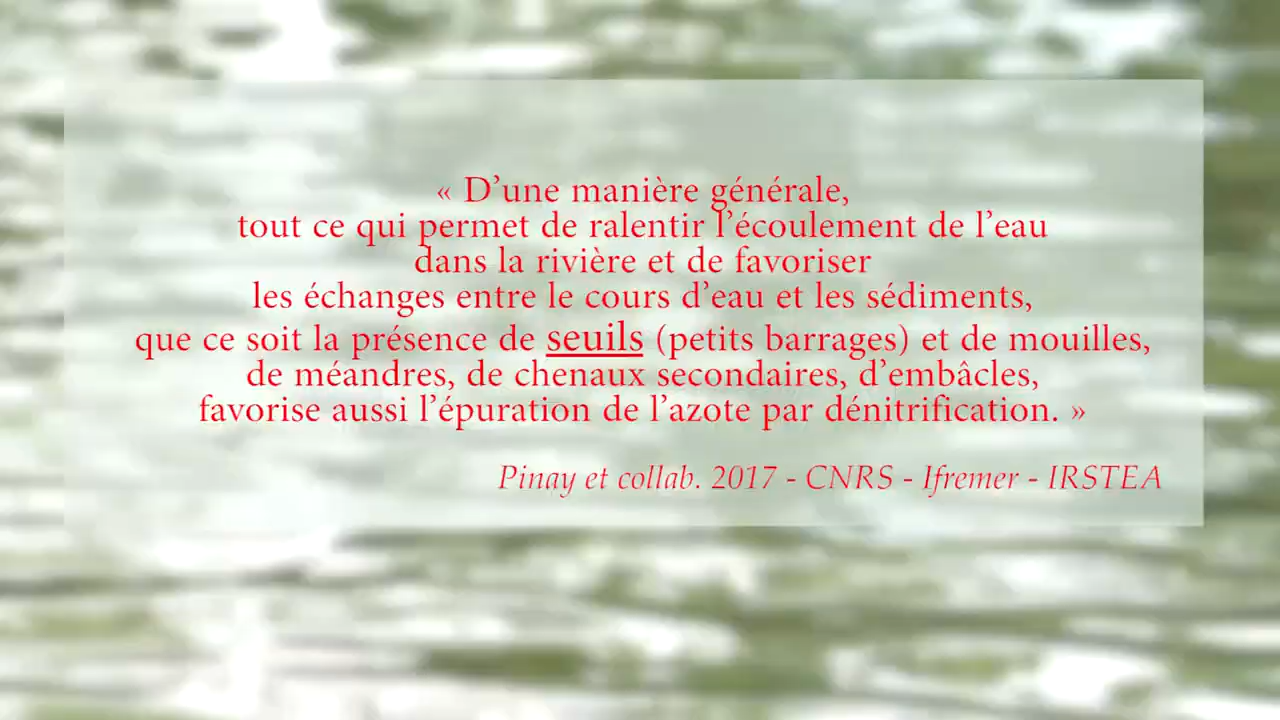 « D’une manière générale,
tout ce qui permet de ralentir l’écoulement de l’eau
dans la rivière et de favoriser
les échanges entre le cours d’eau et les sédiments,
que ce soit la présence de seuils (petits barrages) et de mouilles,
de méandres, de chenaux secondaires, d’embâcles,
favorise aussi l’épuration de l’azote par dénitrification. »
Pinay et collab. 2017 - CNRS - Ifremer - IRSTEA